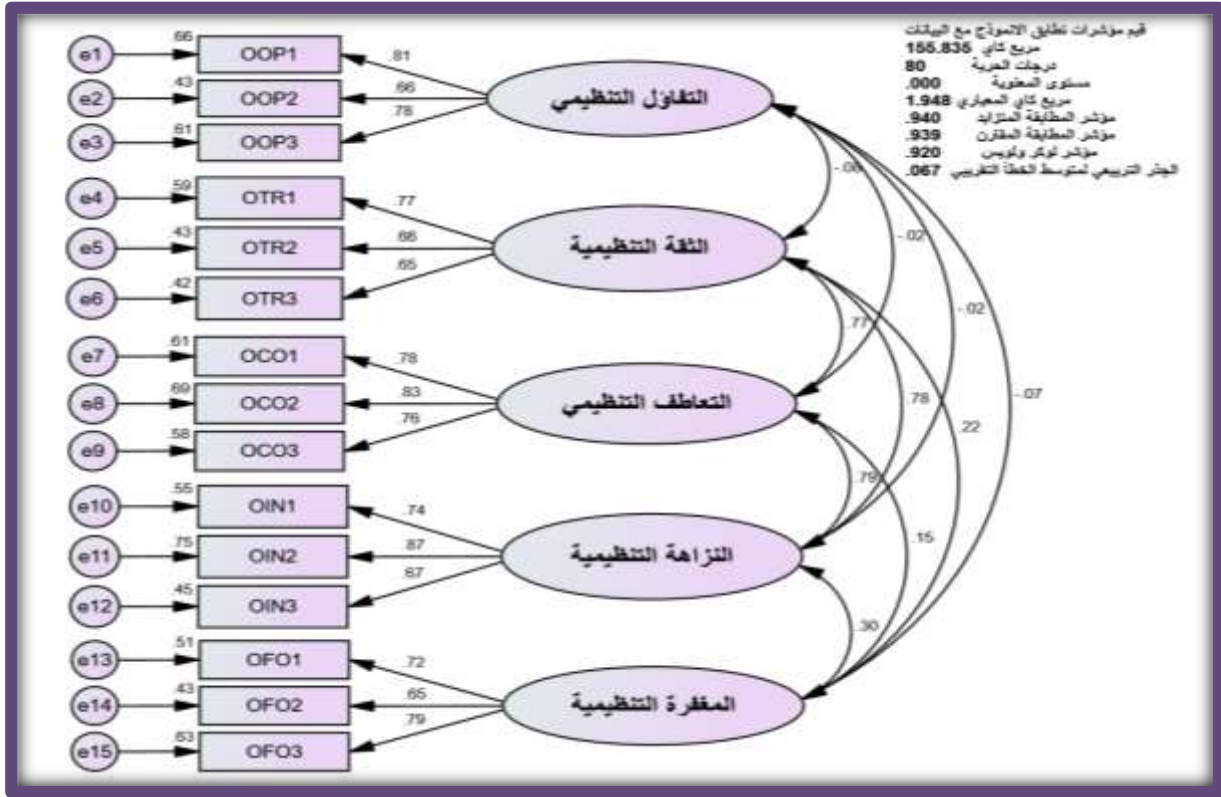 قيم مؤشرات تطابق الانموذج مع البيانات
مربع كاي 155.835
درجات الحرية 80
مستوى المعنوية .000
مربع كاي المعياري 1.948
مؤشر المطابقة المتزايد .940
مؤشر المطابقة المقارن .939
مؤشر لوكر ولويس .920
الجذر التربيعي لمتوسط الخطأ التقريبي .067
e1 .66 OOP1 .81
e2 .43 OOP2 .66
e3 .61 OOP3 .78
التفاؤل التنظيمي
e4 .59 OTR1 .77
e5 .43 OTR2 .66
e6 .42 OTR3 .65
الثقة التنظيمية
e7 .61 OCO1 .78
e8 .69 OCO2 .83
e9 .58 OCO3 .76
التعاطف التنظيمي
e10 .55 OIN1 .74
e11 .75 OIN2 .87
e12 .45 OIN3 .67
النزاهة التنظيمية
e13 .51 OFO1 .72
e14 .43 OFO2 .65
e15 .63 OFO3 .79
المغفرة التنظيمية
-.02
-.02
.77
-.07
.78
.22
.79
.15
.30